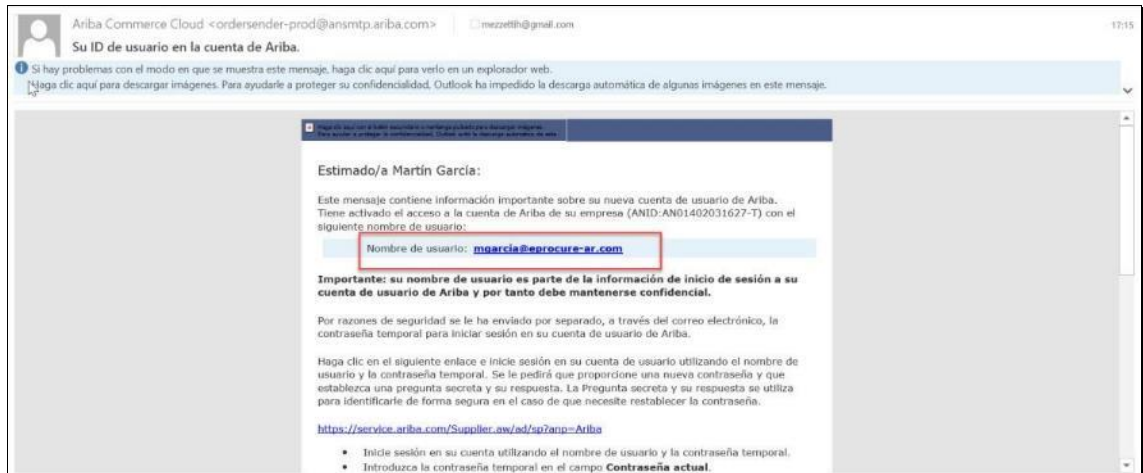 Ariba Commerce Cloud <ordersender-prod@ansmtp.ariba.com>
mezzettih@gmail.com
17:15
Su ID de usuario en la cuenta de Ariba.
Si hay problemas con el modo en que se muestra este mensaje, haga clic aquí para verlo en un explorador web.
Haga clic aquí para descargar imágenes. Para ayudarle a proteger su confidencialidad, Outlook ha impedido la descarga automática de algunas imágenes en este mensaje.
Estimado/a Martín García:
Este mensaje contiene información importante sobre su nueva cuenta de usuario de Ariba.
Tiene activado el acceso a la cuenta de Ariba de su empresa (ANID:AN01402031627-T) con el
siguiente nombre de usuario:
Nombre de usuario: mgarcia@eprocure-ar.com
Importante: su nombre de usuario es parte de la información de inicio de sesión a su
cuenta de usuario de Ariba y por tanto debe mantenerse confidencial.
Por razones de seguridad se le ha enviado por separado, a través del correo electrónico, la
contraseña temporal para iniciar sesión en su cuenta de usuario de Ariba.
Haga clic en el siguiente enlace e inicie sesión en su cuenta de usuario utilizando el nombre de
usuario y la contraseña temporal. Se le pedirá que proporcione una nueva contraseña y que
establezca una pregunta secreta y su respuesta. La Pregunta secreta y su respuesta se utiliza
para identificarle de forma segura en el caso de que necesite restablecer la contraseña.
https://service.ariba.com/Supplier.aw/ad/sp?anp=Ariba
• Inicie sesión en su cuenta utilizando el nombre de usuario y la contraseña temporal.
• Introduzca la contraseña temporal en el campo Contraseña actual.